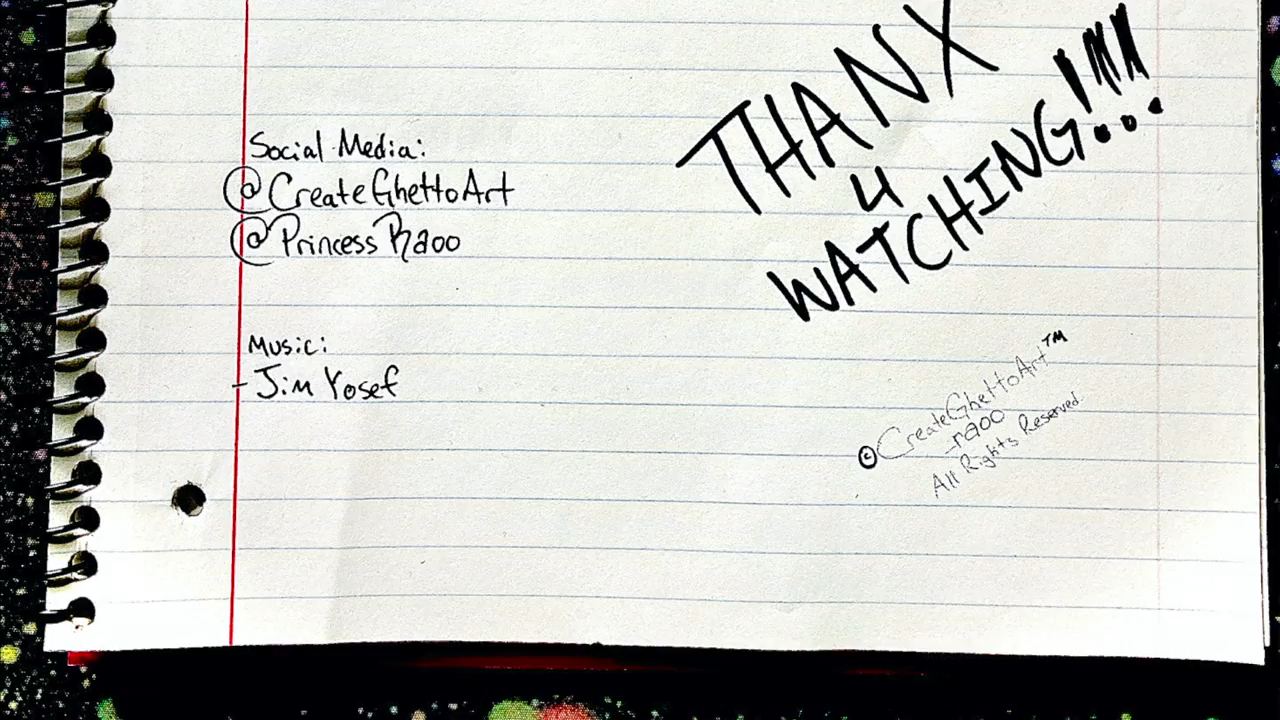 Social Media:
@CreateGhettoArt
@PrincessRaoo
Music:
- Jim Yosef
THANX
4
WATCHING!!!!
©CreateGhettoArt™
-raoo
All Rights Reserved